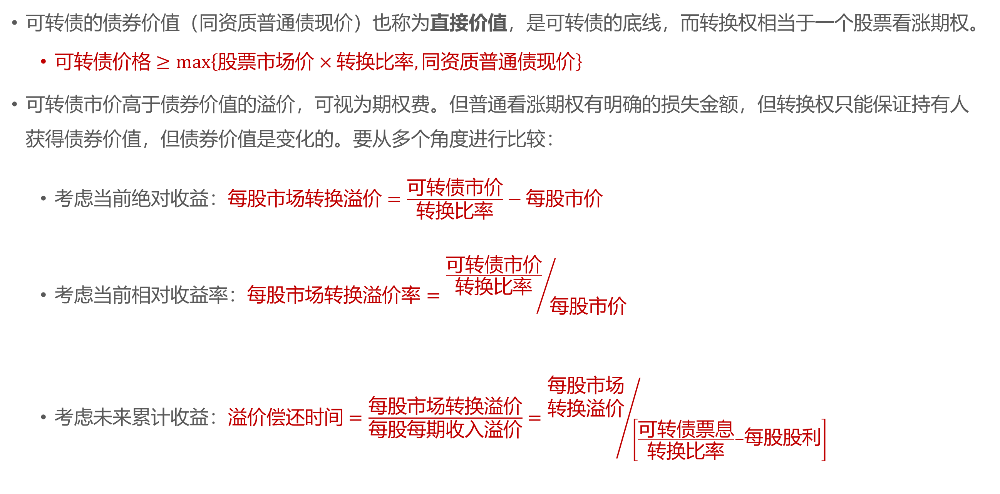 • 可转债的债券价值（同资质普通债现价）也称为直接价值，是可转债的底线，而转换权相当于一个股票看涨期权。
• 可转债价格 ≥ max{股票市场价 × 转换比率, 同资质普通债现价}
• 可转债市价高于债券价值的溢价，可视为期权费。但普通看涨期权有明确的损失金额，但转换权只能保证持有人
获得债券价值，但债券价值是变化的。要从多个角度进行比较：
• 考虑当前绝对收益：每股市场转换溢价 = 可转债市价/转换比率 − 每股市价
• 考虑当前相对收益率：每股市场转换溢价率 = 可转债市价/转换比率 / 每股市价
• 考虑未来累计收益：溢价偿还时间 = 每股市场转换溢价/每股每期收入溢价 = 每股市场转换溢价 / [可转债票息/转换比率 − 每股股利]